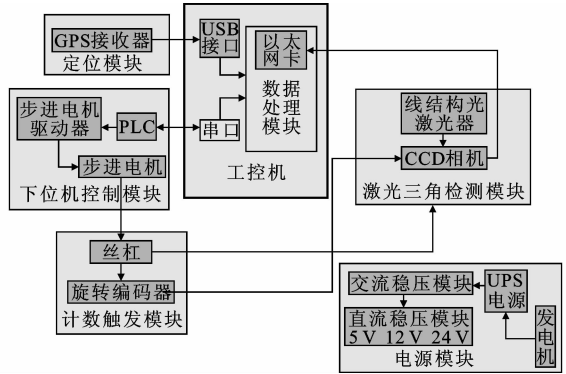 GPS接收器
定位模块
USB
接口
以太
网卡
数据
处理
模块
串口
工控机
步进电机
驱动器
PLC
步进电机
下位机控制模块
线结构光
激光器
CCD相机
激光三角检测模块
丝杠
旋转编码器
计数触发模块
交流稳压模块
UPS
电源
直流稳压模块
5 V 12 V 24 V
发电机
电源模块